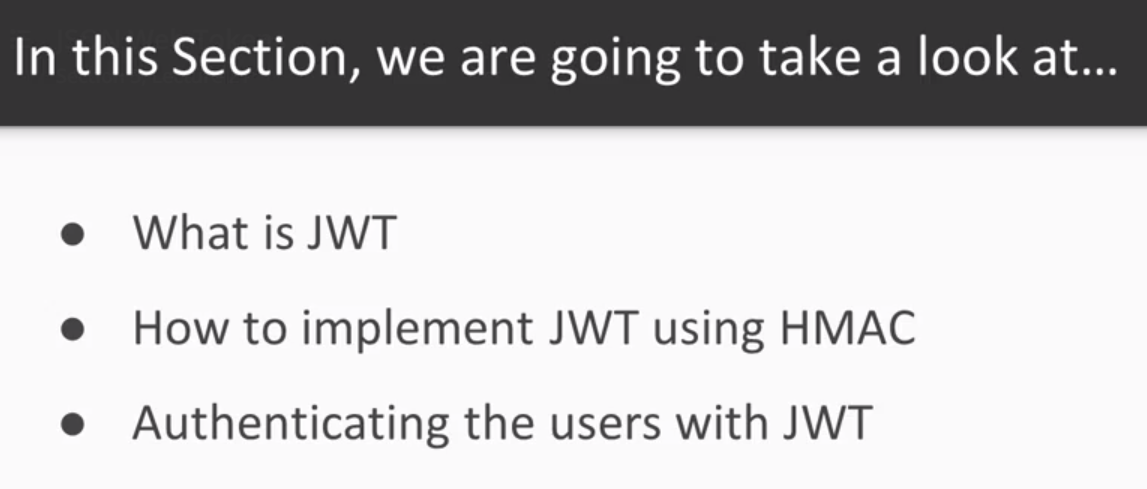 In this Section, we are going to take a look at...
● What is JWT
● How to implement JWT using HMAC
● Authenticating the users with JWT